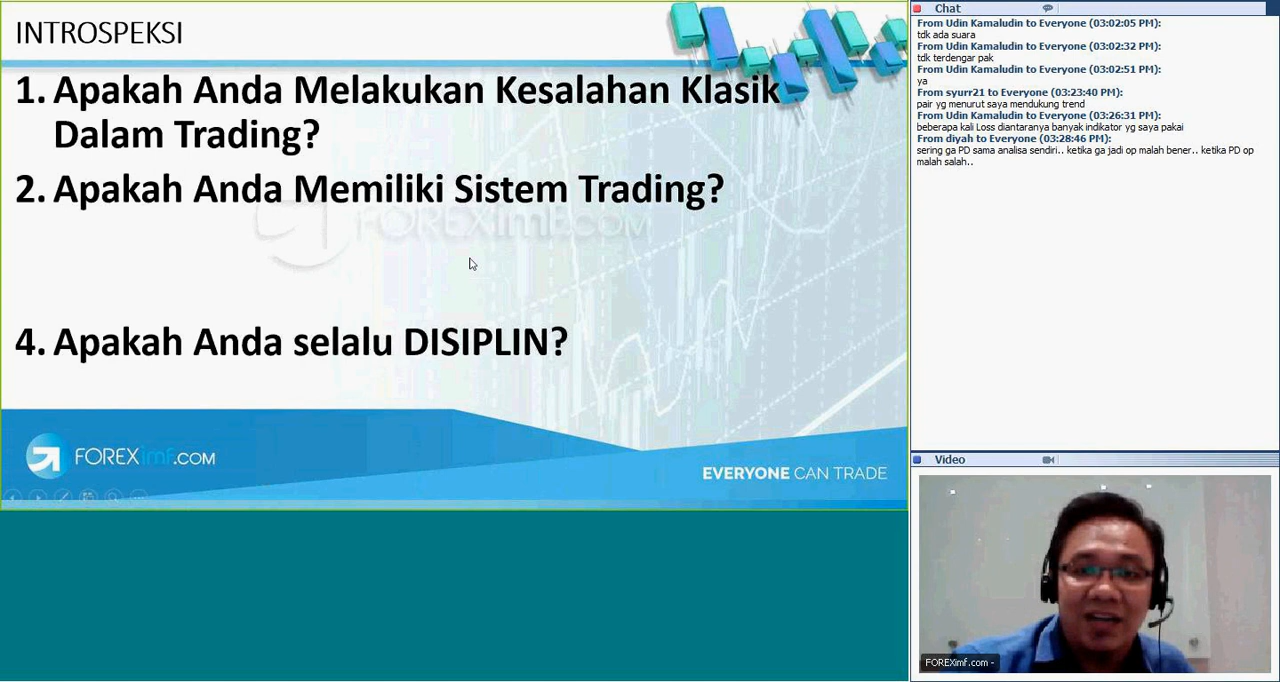 INTROSPEKSI
1. Apakah Anda Melakukan Kesalahan Klasik
Dalam Trading?
2. Apakah Anda Memiliki Sistem Trading?
FOREXimf.COM
4. Apakah Anda selalu DISIPLIN?
FOREXimf.COM
EVERYONE CAN TRADE
Chat
From Udin Kamaludin to Everyone (03:02:05 PM):
tdk ada suara
From Udin Kamaludin to Everyone (03:02:32 PM):
tdk terdengar pak
From Udin Kamaludin to Everyone (03:02:51 PM):
ya
From syurr21 to Everyone (03:23:40 PM):
pair yg menurut saya mendukung trend
From Udin Kamaludin to Everyone (03:26:31 PM):
beberapa kali Loss diantaranya banyak indikator yg saya pakai
From diyah to Everyone (03:28:46 PM):
sering ga PD sama analisa sendiri.. ketika ga jadi op malah bener.. ketika PD op
malah salah..
Video
FOREXimf.com -